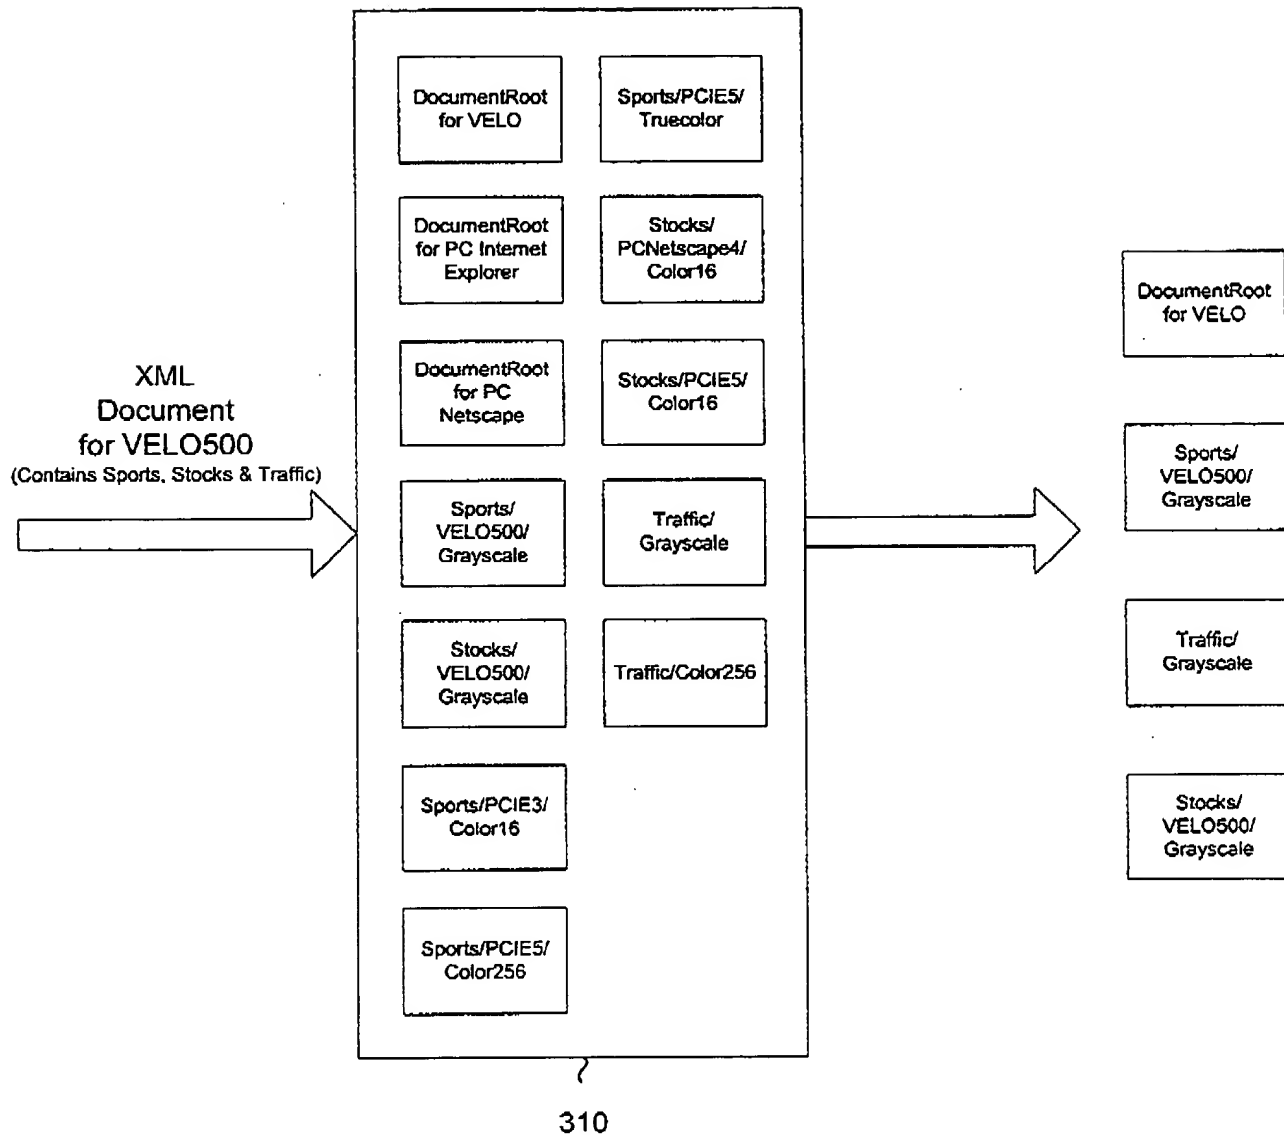 XML
Document
for VELO500
(Contains Sports, Stocks & Traffic)
DocumentRoot
for VELO
DocumentRoot
for PC Internet
Explorer
DocumentRoot
for PC
Netscape
Sports/
VELO500/
Grayscale
Stocks/
VELO500/
Grayscale
Sports/PCIE3/
Color16
Sports/PCIE5/
Color256
Sports/PCIE5/
Truecolor
Stocks/
PCNetscape4/
Color16
Stocks/PCIE5/
Color16
Traffic/
Grayscale
Traffic/Color256
310
DocumentRoot
for VELO
Sports/
VELO500/
Grayscale
Traffic/
Grayscale
Stocks/
VELO500/
Grayscale